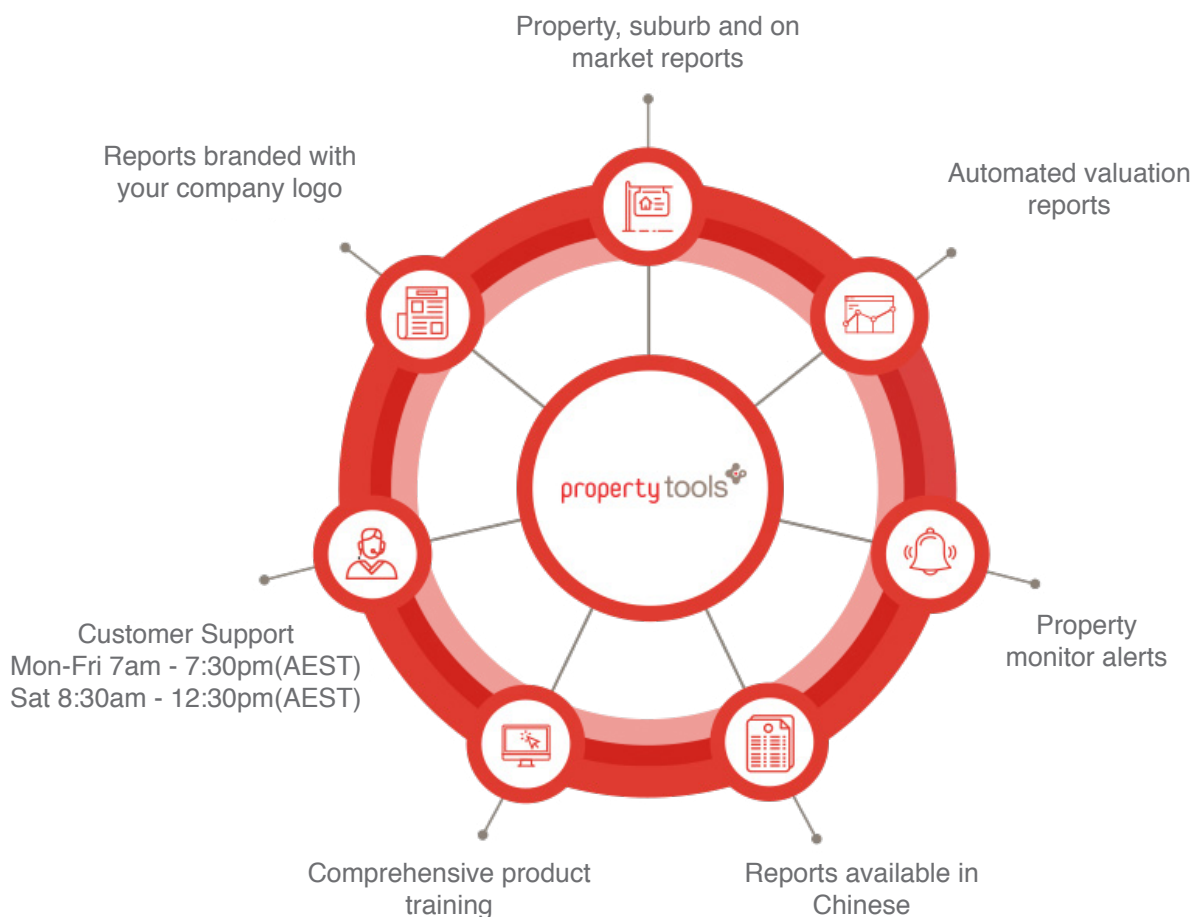 Property, suburb and on
market reports
Reports branded with
your company logo
Automated valuation
reports
propertytools
Customer Support
Mon-Fri 7am - 7:30pm(AEST)
Sat 8:30am - 12:30pm(AEST)
Property
monitor alerts
Comprehensive product
training
Reports available in
Chinese